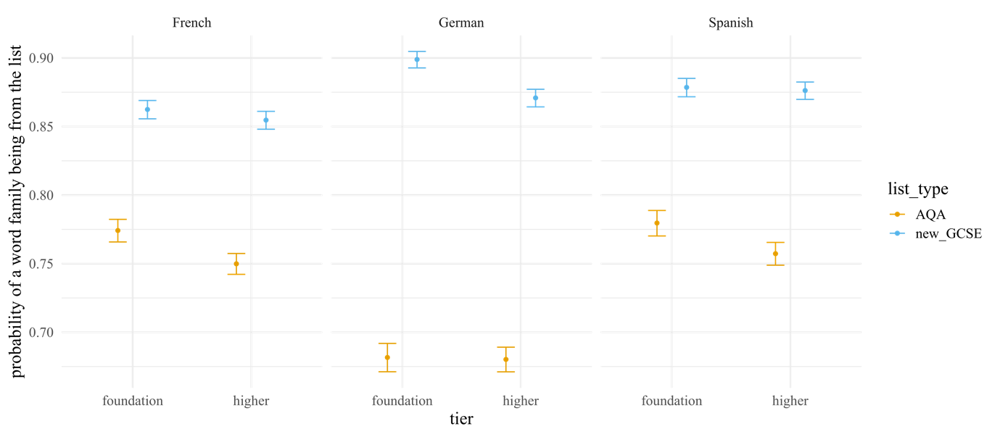 French German Spanish
probability of a word family being from the list
0.90
0.85
0.80
0.75
0.70
list_type
AQA
new_GCSE
foundation higher foundation higher foundation higher
tier